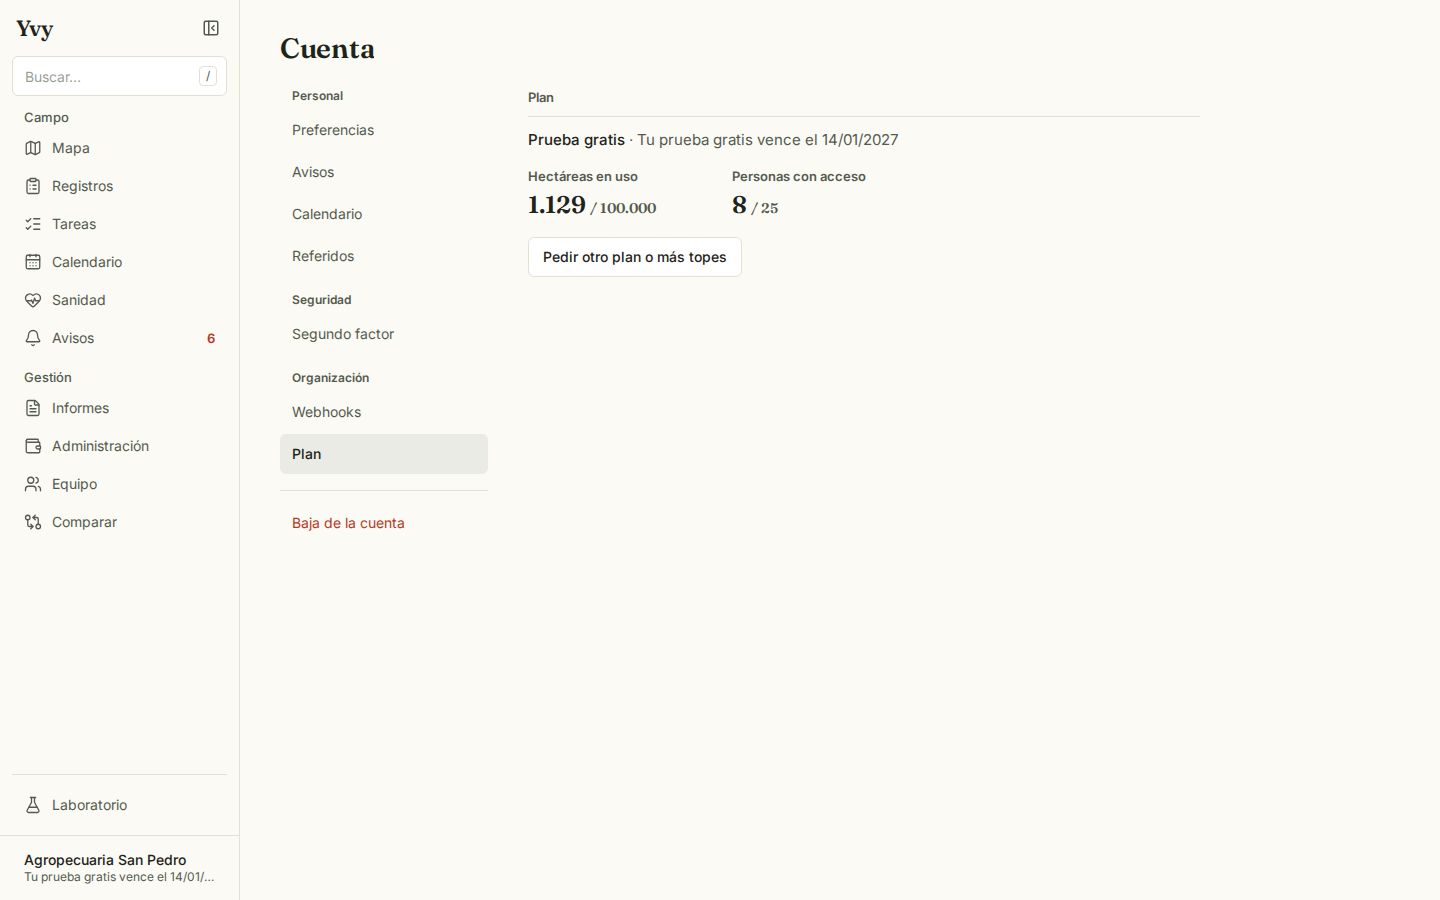 Yvy
Buscar...
/
Campo
Mapa
Registros
Tareas
Calendario
Sanidad
Avisos 6
Gestión
Informes
Administración
Equipo
Comparar
Laboratorio
Agropecuaria San Pedro
Tu prueba gratis vence el 14/01/...
Cuenta
Personal
Preferencias
Avisos
Calendario
Referidos
Seguridad
Segundo factor
Organización
Webhooks
Plan
Baja de la cuenta
Plan
Prueba gratis · Tu prueba gratis vence el 14/01/2027
Hectáreas en uso
1.129 / 100.000
Personas con acceso
8 / 25
Pedir otro plan o más topes